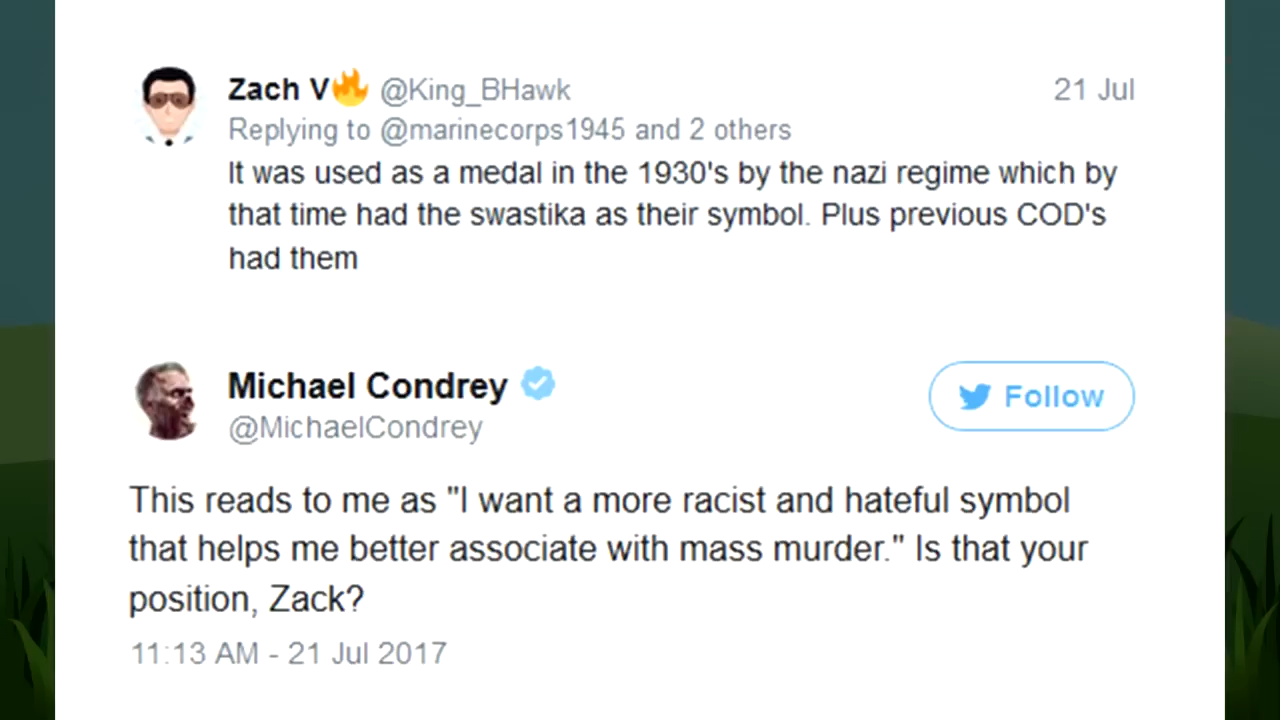 Zach V🔥 @King_BHawk 21 Jul
Replying to @marinecorps1945 and 2 others
It was used as a medal in the 1930's by the nazi regime which by
that time had the swastika as their symbol. Plus previous COD's
had them
Michael Condrey
@MichaelCondrey
Follow
This reads to me as "I want a more racist and hateful symbol
that helps me better associate with mass murder." Is that your
position, Zack?
11:13 AM - 21 Jul 2017